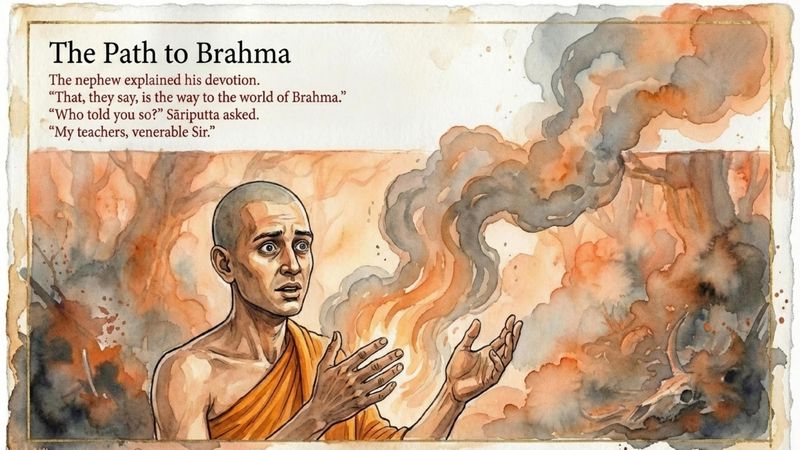 The Path to Brahma
The nephew explained his devotion.
“That, they say, is the way to the world of Brahma.”
“Who told you so?” Sāriputta asked.
“My teachers, venerable Sir.”